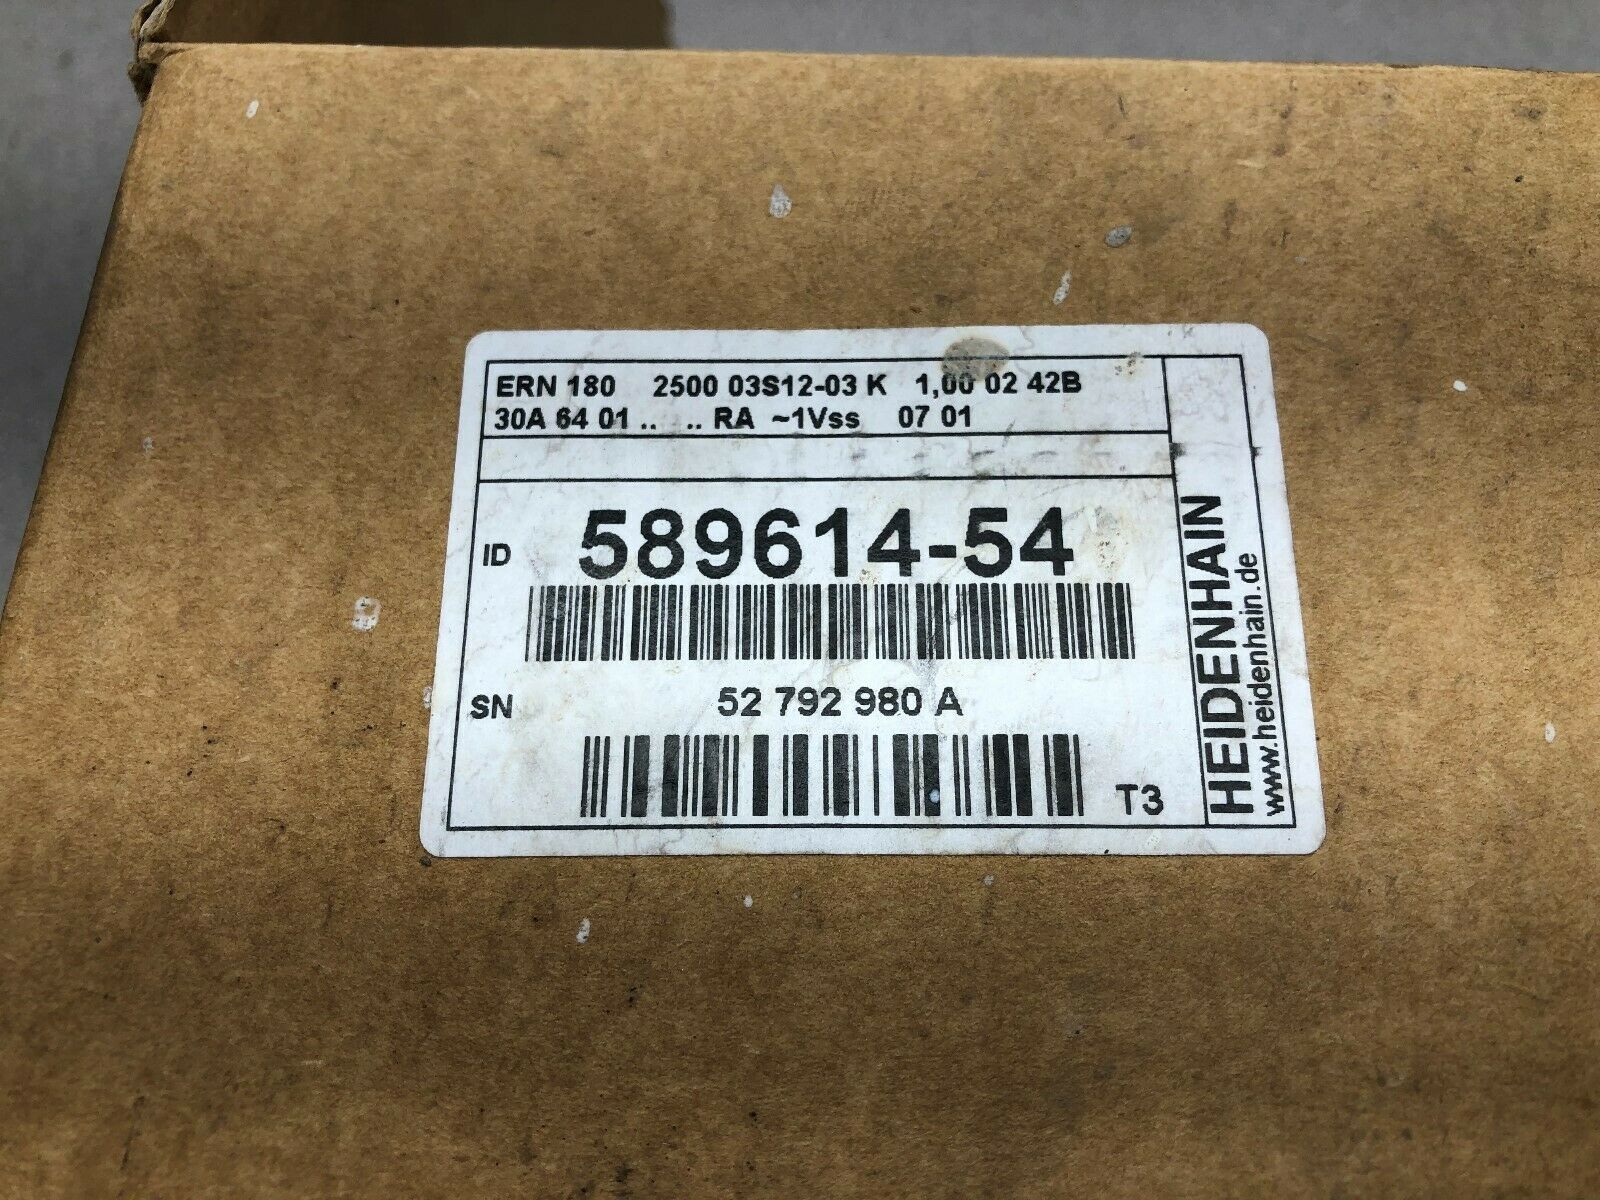 ERN 180 2500 03S12-03 K 1,00 02 42B
30A 64 01 .. .. RA ~1Vss 07 01
ID 589614-54
SN 52 792 980 A
T3
HEIDENHAIN
www.heidenhain.de